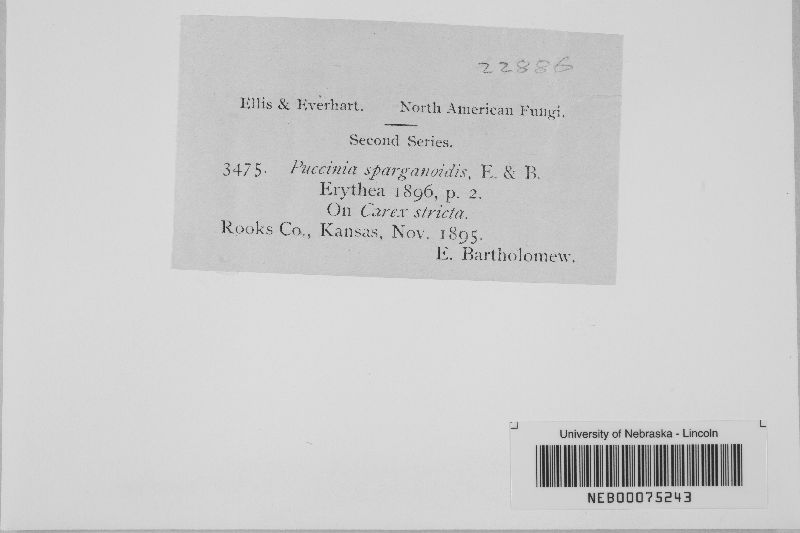 22886
Ellis & Everhart. North American Fungi.
Second Series.
3475. Puccinia sparganoidis, E. & B.
Erythea 1896, p. 2.
On Carex stricta.
Rooks Co., Kansas, Nov. 1895.
E. Bartholomew.
University of Nebraska - Lincoln
NEB00075243